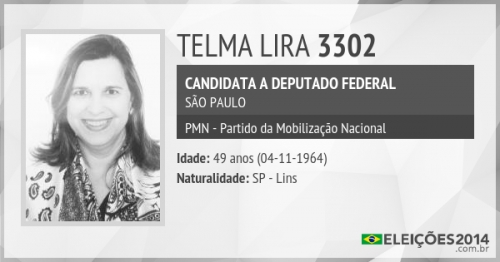 TELMA LIRA 3302
CANDIDATA A DEPUTADO FEDERAL
SÃO PAULO
PMN - Partido da Mobilização Nacional
Idade: 49 anos (04-11-1964)
Naturalidade: SP - Lins
ELEIÇÕES2014
.com.br